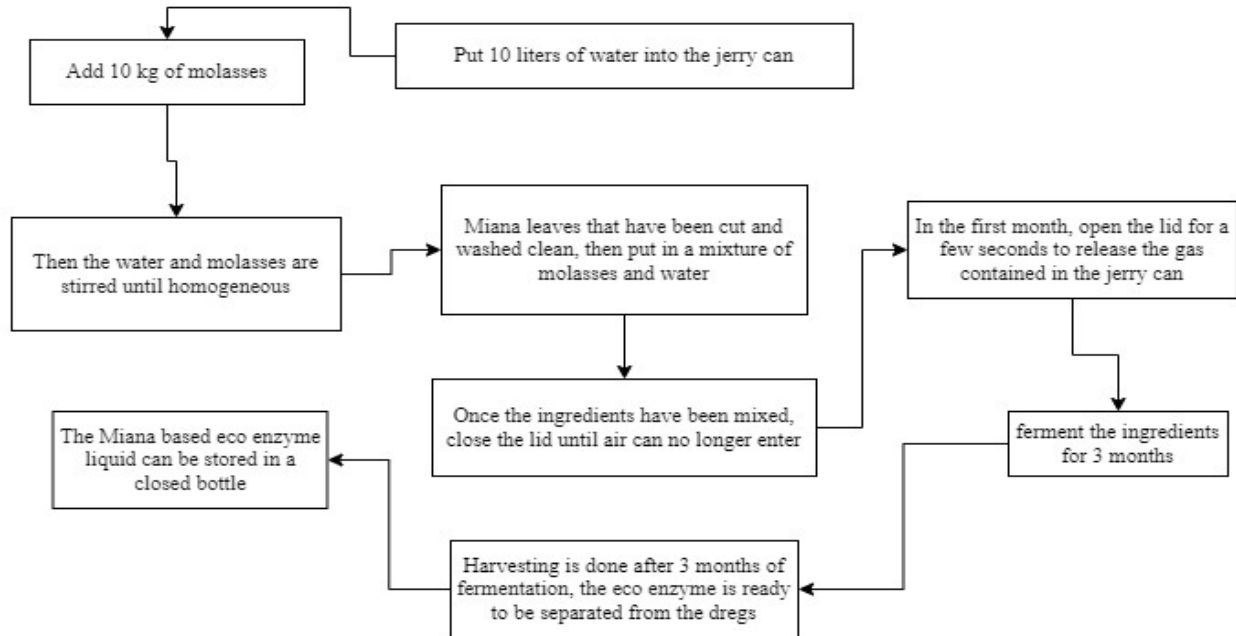 Put 10 liters of water into the jerry can
Add 10 kg of molasses
Then the water and molasses are
stirred until homogeneous
Miana leaves that have been cut and
washed clean, then put in a mixture of
molasses and water
Once the ingredients have been mixed,
close the lid until air can no longer enter
In the first month, open the lid for a
few seconds to release the gas
contained in the jerry can
ferment the ingredients
for 3 months
Harvesting is done after 3 months of
fermentation, the eco enzyme is ready
to be separated from the dregs
The Miana based eco enzyme
liquid can be stored in a
closed bottle